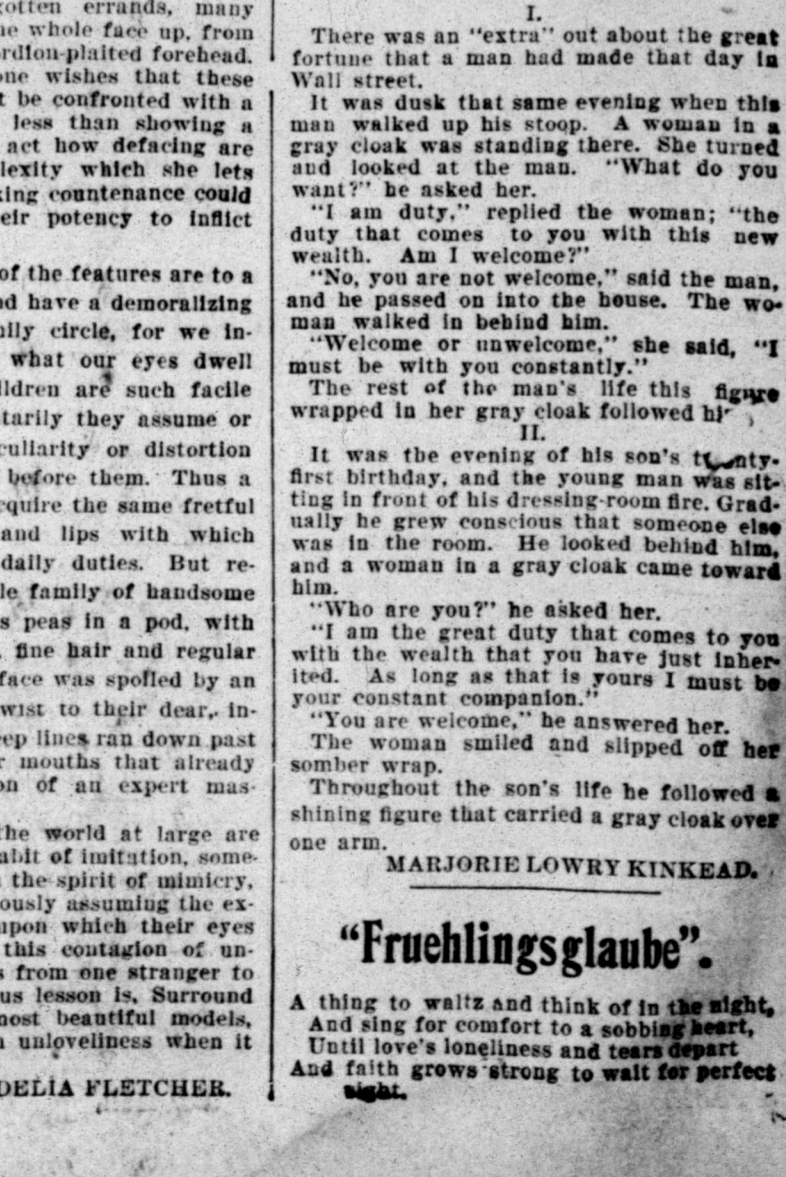 otten errands, many
e whole face up, from
rdion-plaited forehead.
one wishes that these
t be confronted with a
less than showing a
act how defacing are
lexity which she lets
king countenance could
eir potency to inflict
of the features are to a
d have a demoralizing
ily circle, for we in-
what our eyes dwell
ildren are such facile
tarily they assume or
culiarity or distortion
before them. Thus a
quire the same fretful
and lips with which
daily duties. But re-
le family of handsome
s peas in a pod, with
, fine hair and regular
face was spoiled by an
wist to their dear, in-
ep lines ran down past
r mouths that already
on of an expert mas-
he world at large are
abit of imitation, some-
the spirit of mimicry,
ously assuming the ex-
upon which their eyes
this contagion of un-
s from one stranger to
us lesson is, Surround
most beautiful models,
unloveliness when it
DELIA FLETCHER.
I.
There was an "extra" out about the great
fortune that a man had made that day in
Wall street.
It was dusk that same evening when this
man walked up his stoop. A woman in a
gray cloak was standing there. She turned
and looked at the man. "What do you
want?" he asked her.
"I am duty," replied the woman; "the
duty that comes to you with this new
wealth. Am I welcome?"
"No, you are not welcome," said the man,
and he passed on into the house. The wo-
man walked in behind him.
"Welcome or unwelcome," she said, "I
must be with you constantly."
The rest of the man's life this figure
wrapped in her gray cloak followed
II.
It was the evening of his son's twenty-
first birthday, and the young man was sit-
ting in front of his dressing-room fire. Grad-
ually he grew conscious that someone else
was in the room. He looked behind him,
and a woman in a gray cloak came toward
him.
"Who are you?" he asked her.
"I am the great duty that comes to you
with the wealth that you have just inher-
ited. As long as that is yours I must be
your constant companion."
"You are welcome," he answered her.
The woman smiled and slipped off her
somber wrap.
Throughout the son's life he followed a
shining figure that carried a gray cloak over
one arm.
MARJORIE LOWRY KINKEAD.
"Fruehlingsglaube".
A thing to waltz and think of in the night,
And sing for comfort to a sobbing heart,
Until love's loneliness and tears depart
And faith grows strong to wait for perfect